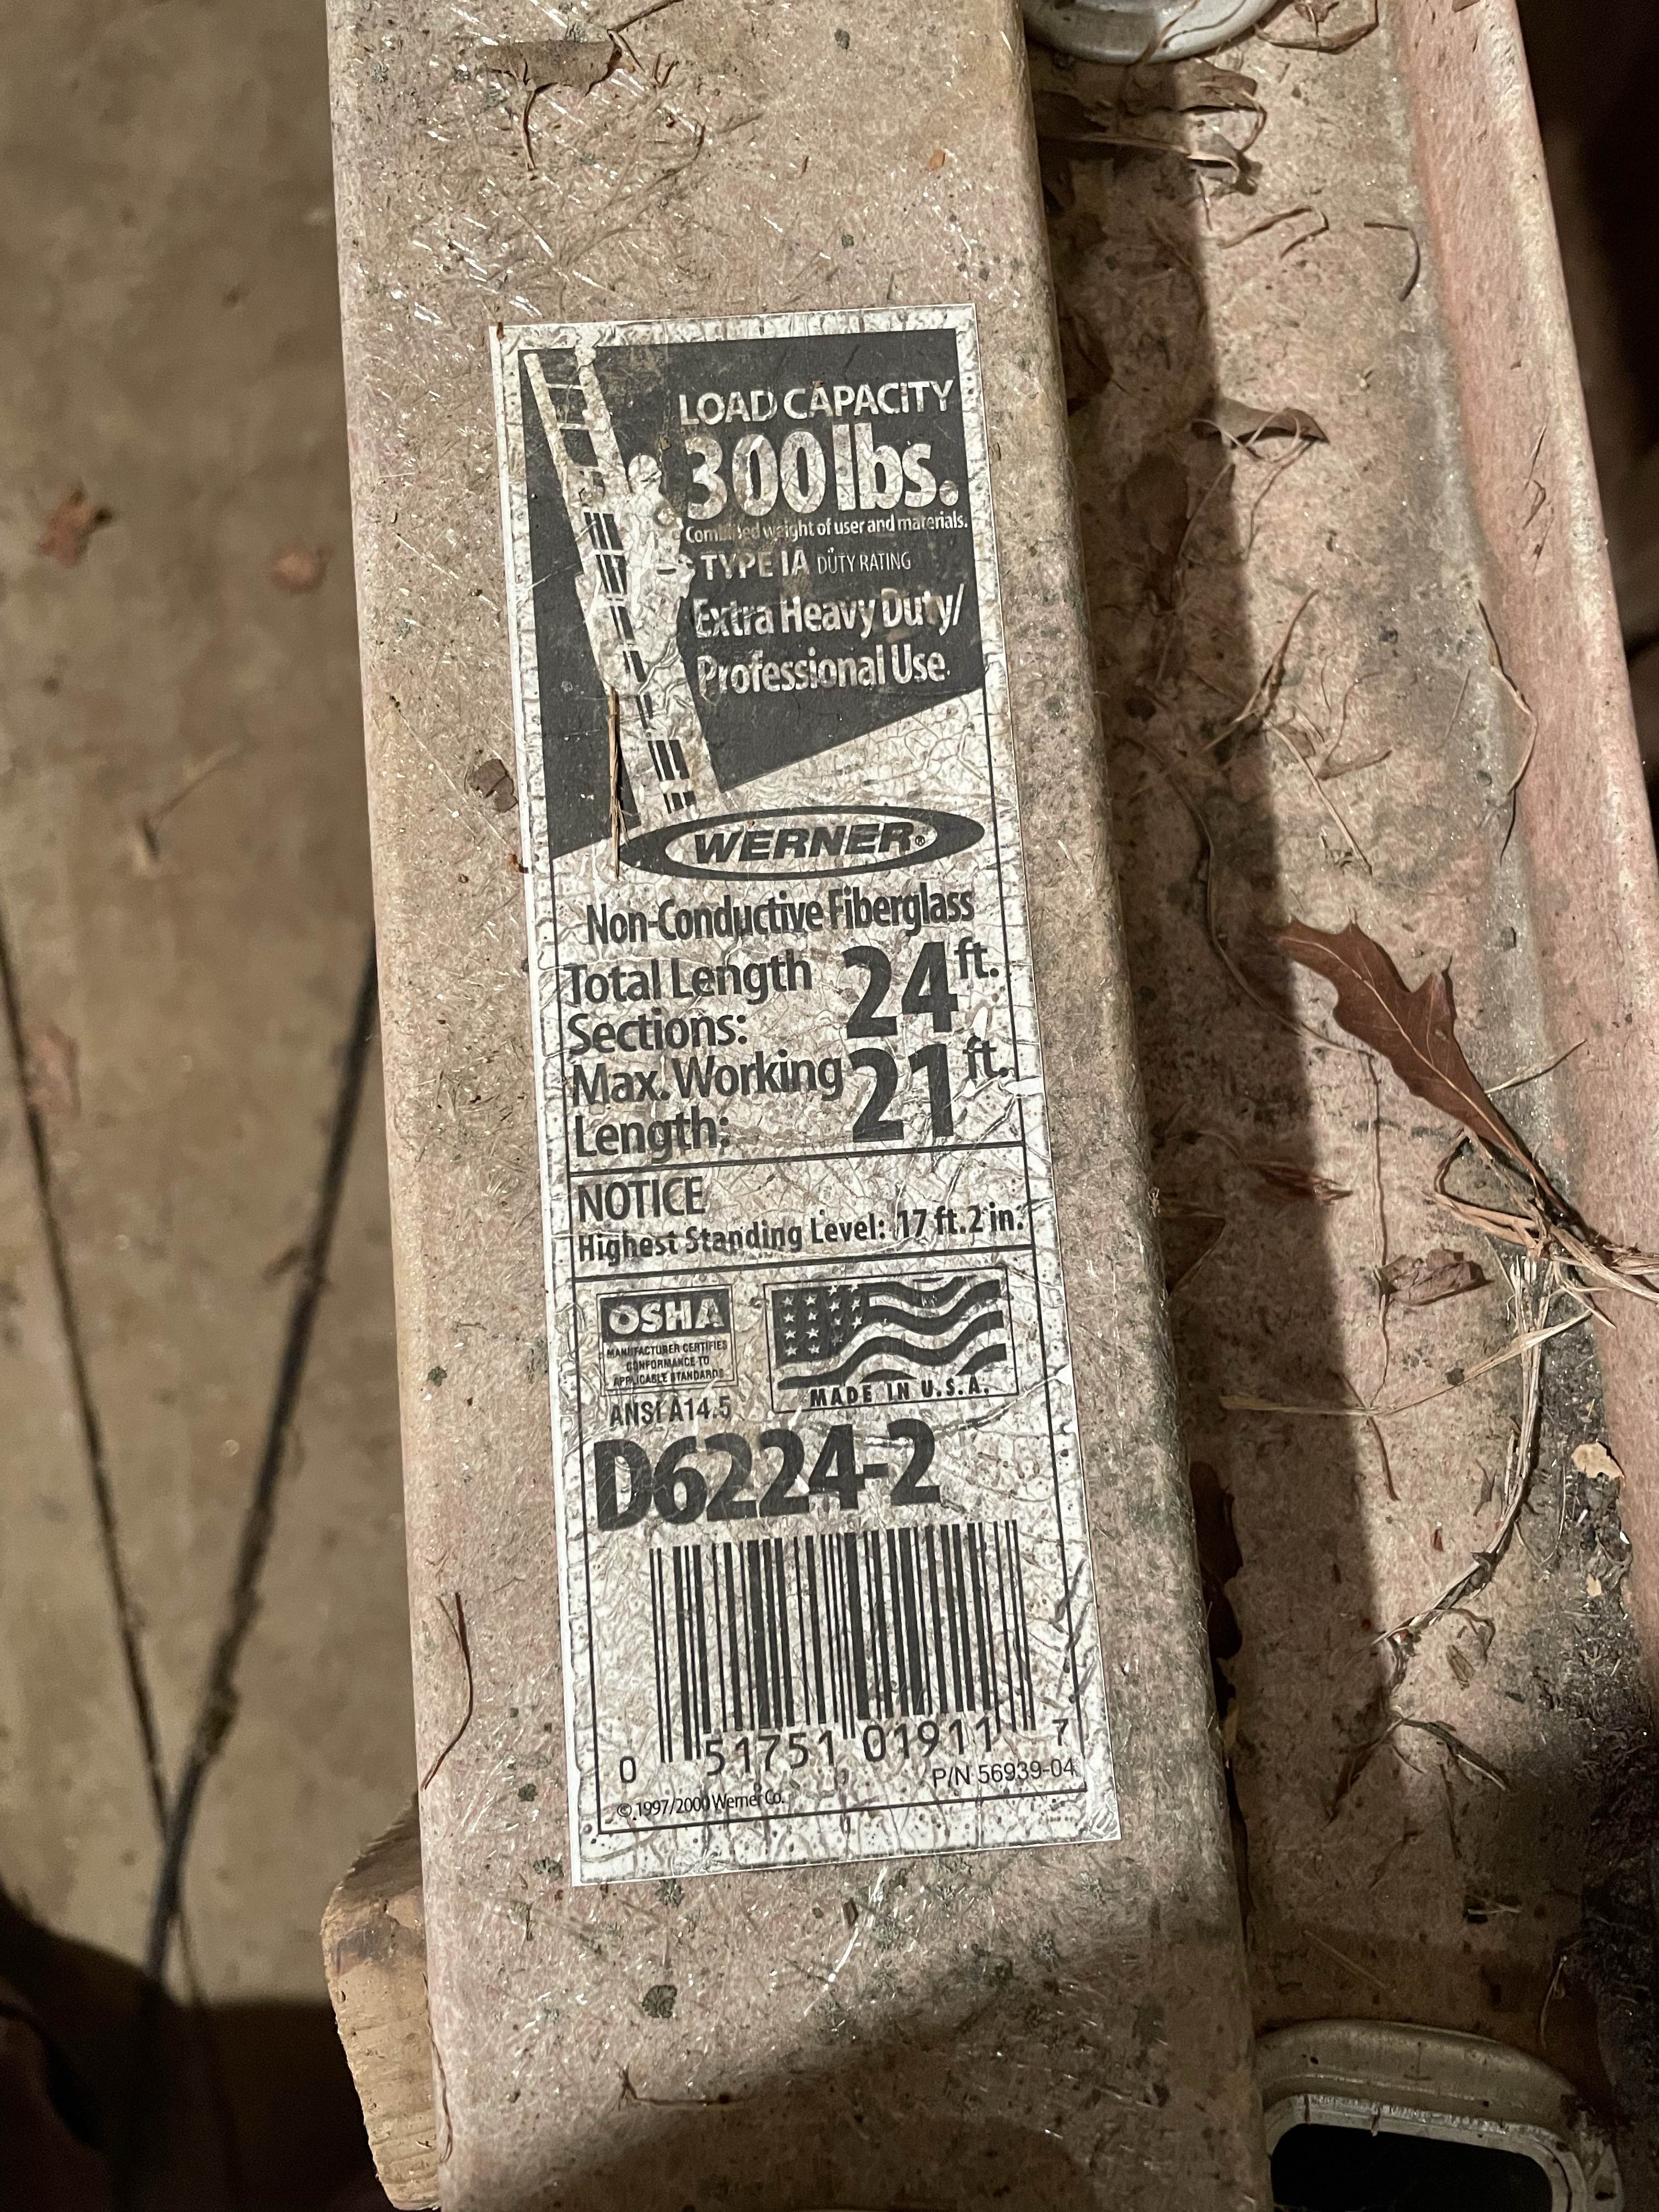 LOAD CAPACITY
300 lbs.
Combined weight of user and materials.
TYPE IA DUTY RATING
Extra Heavy Duty/
Professional Use
WERNER®
Non-Conductive Fiberglass
Total Length
Sections: 24 ft.
Max. Working
Length: 21 ft.
NOTICE
Highest Standing Level: 17 ft. 2 in.
OSHA
MANUFACTURER CERTIFIES
CONFORMANCE TO
APPLICABLE STANDARDS
ANSI A14.5
MADE IN U.S.A.
D6224-2
0 51751 01911 7
P/N 56939-04
© 1997/2000 Werner Co.